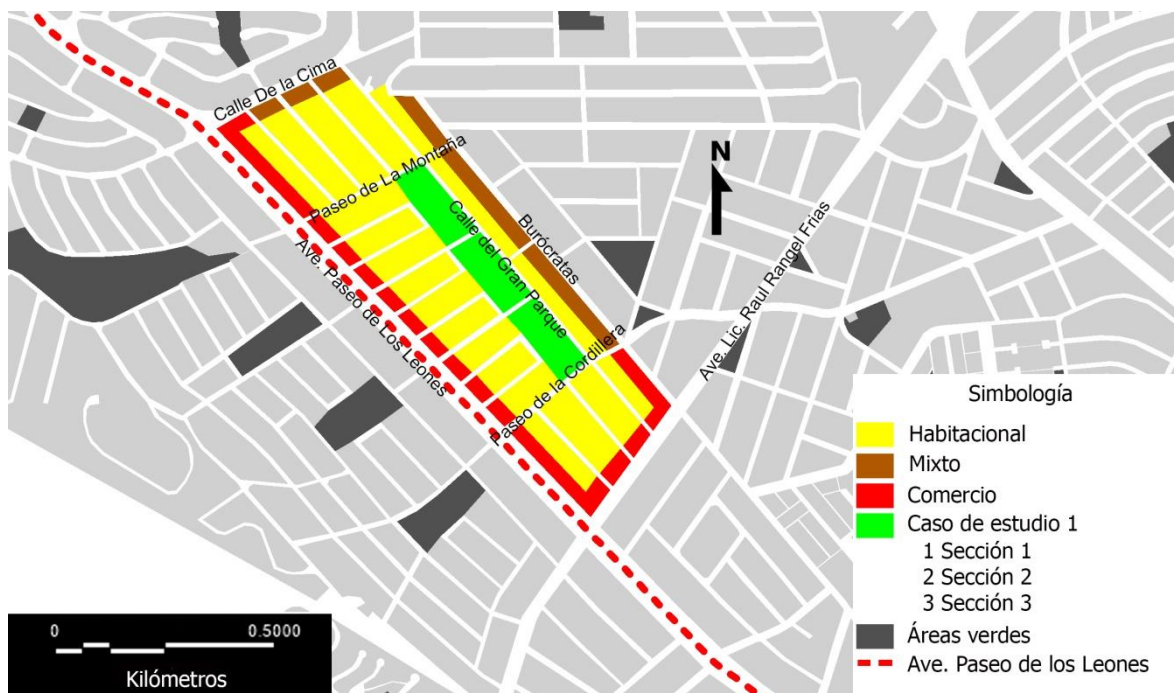 Calle De la Cima
Paseo de La Montaña
N
Calle del Gran Parque
Burócratas
Ave. Paseo de Los Leones
Ave. Lic. Raul Rangel Frias
Paseo de la Cordillera
Simbología
Habitacional
Mixto
Comercio
Caso de estudio 1
1 Sección 1
2 Sección 2
3 Sección 3
Áreas verdes
Ave. Paseo de los Leones
0 0.5000
Kilómetros